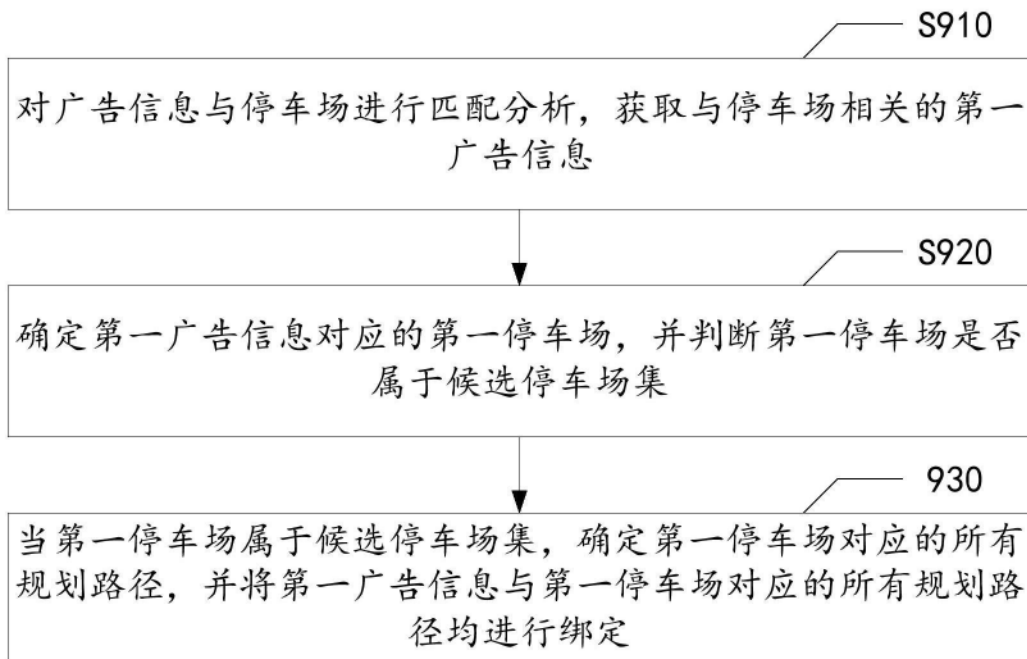 S910
对广告信息与停车场进行匹配分析，获取与停车场相关的第一
广告信息
S920
确定第一广告信息对应的第一停车场，并判断第一停车场是否
属于候选停车场集
930
当第一停车场属于候选停车场集，确定第一停车场对应的所有
规划路径，并将第一广告信息与第一停车场对应的所有规划路
径均进行绑定